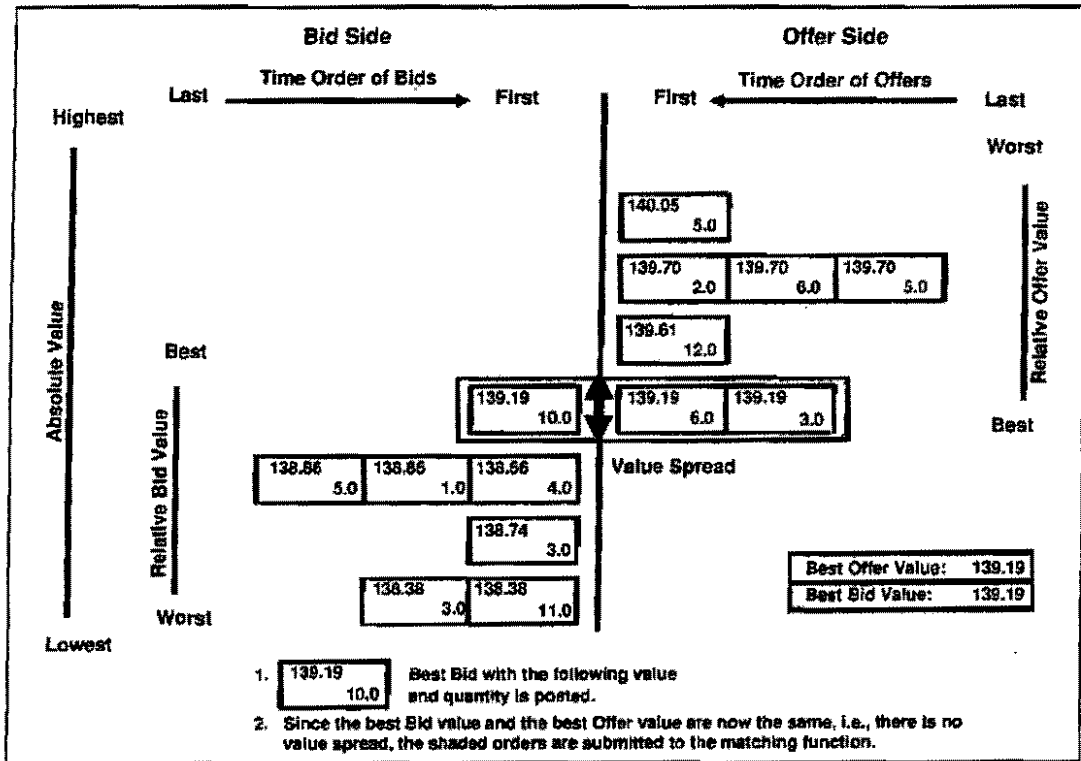 Bid Side
Offer Side
Time Order of Bids
Time Order of Offers
Last
First
First
Last
Highest
Worst
140.05
5.0
139.70
2.0
139.70
6.0
139.70
5.0
139.61
12.0
Relative Offer Value
Absolute Value
Best
139.19
10.0
139.19
6.0
139.19
3.0
Best
Value Spread
Relative Bid Value
138.86
5.0
138.86
1.0
4.0
138.74
3.0
138.38
3.0
138.38
11.0
Best Offer Value: 139.19
Best Bid Value: 139.19
Worst
Lowest
1. 139.19
10.0
Best Bid with the following value
and quantity is posted.
2. Since the best Bid value and the best Offer value are now the same, i.e., there is no
value spread, the shaded orders are submitted to the matching function.